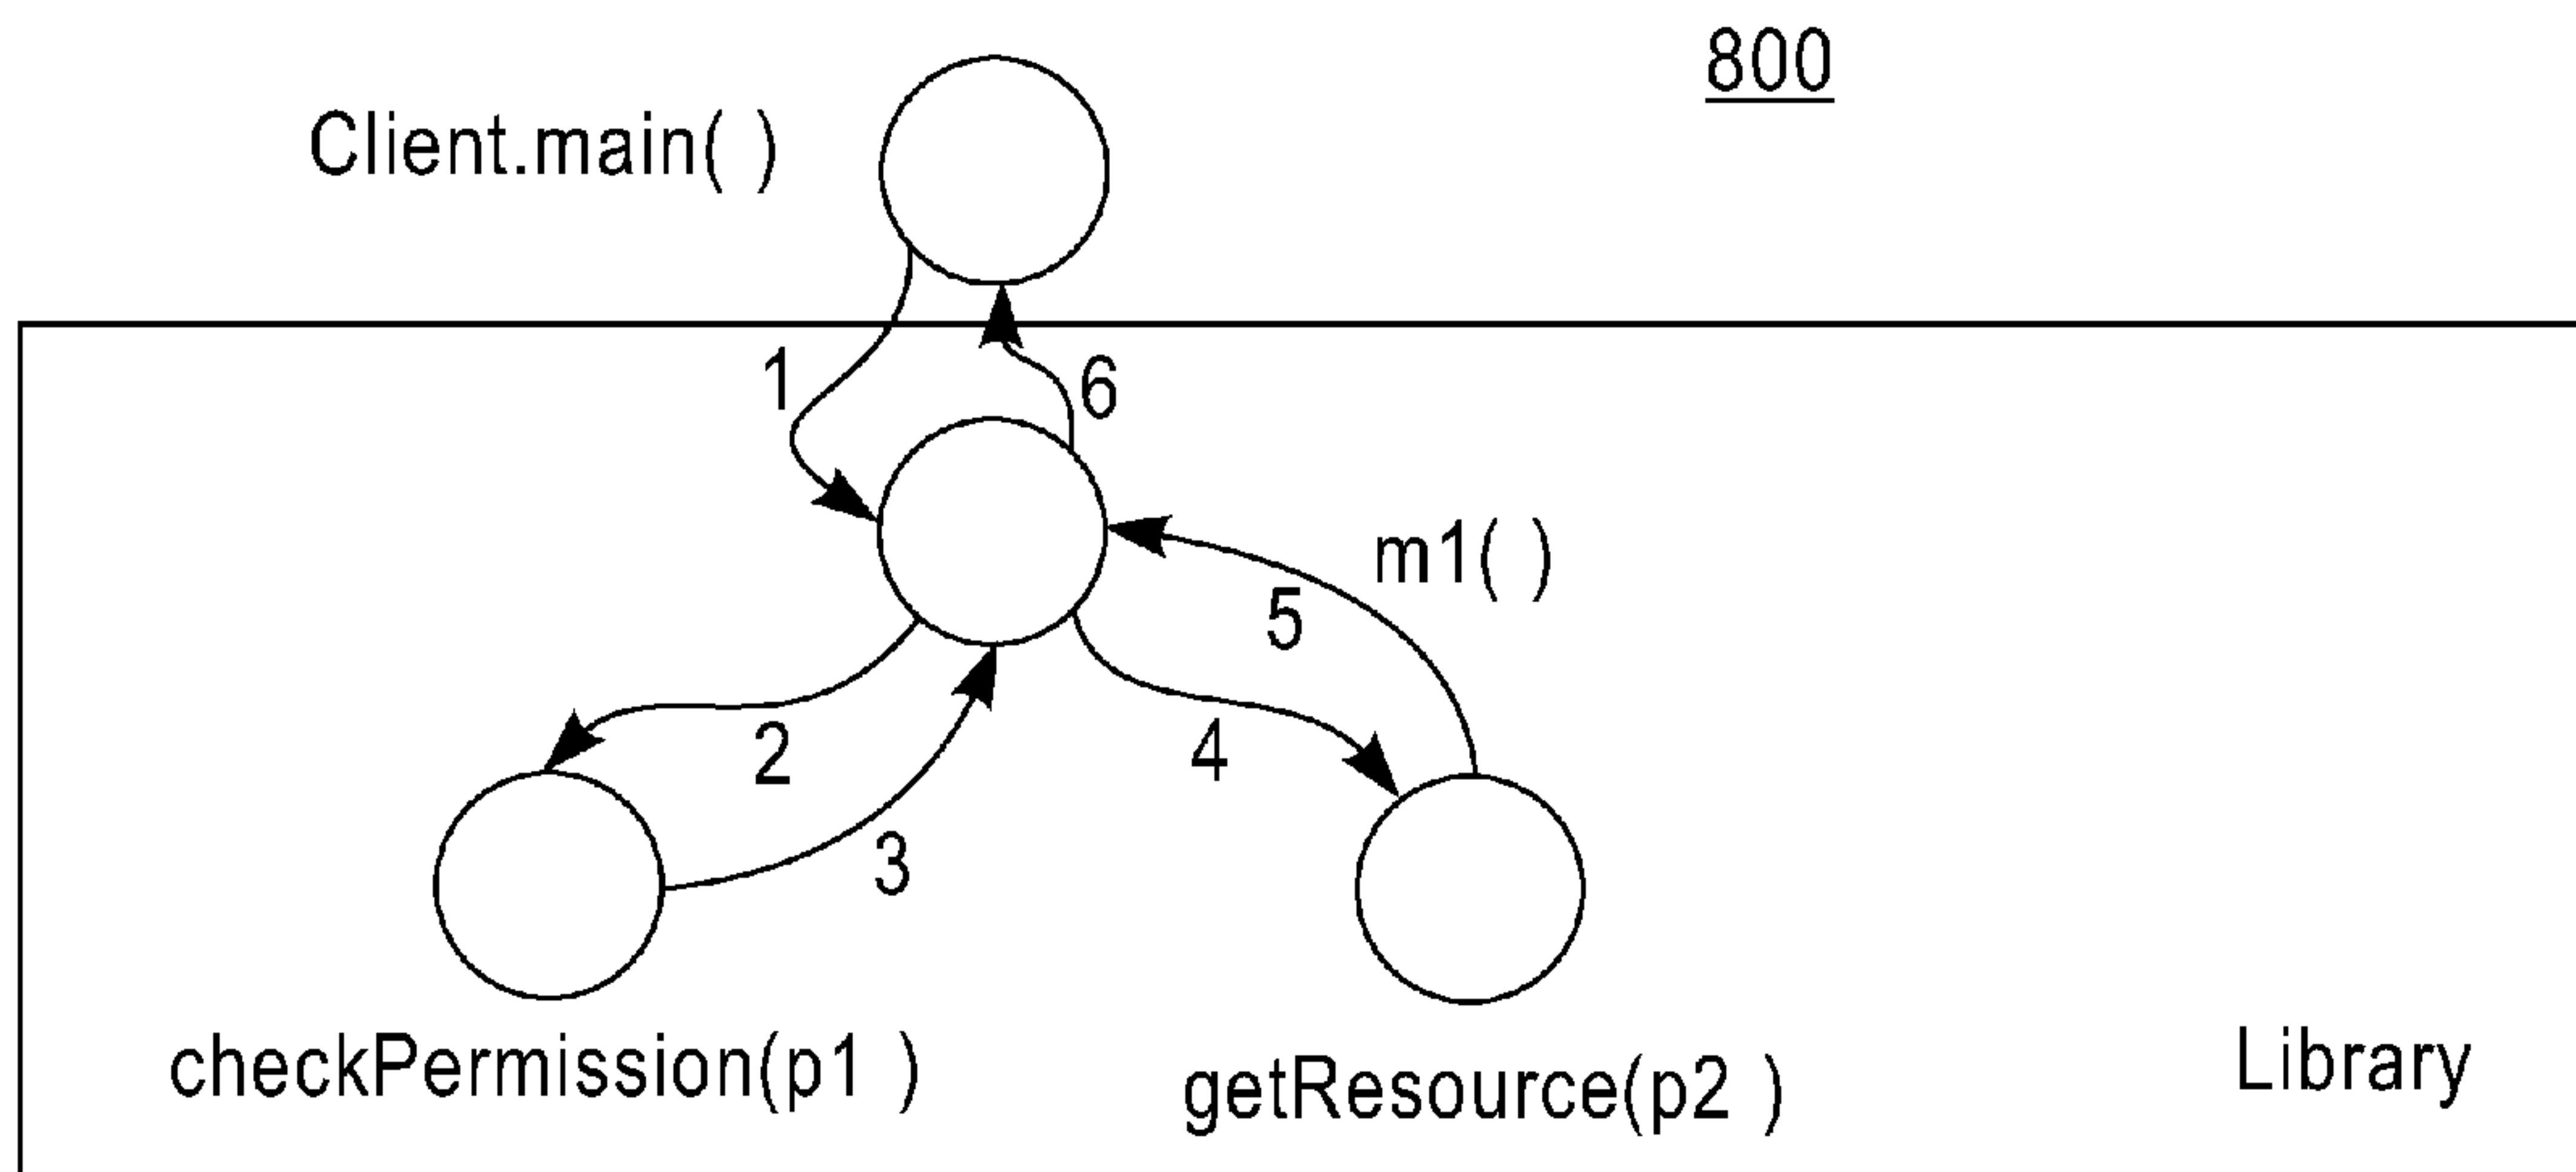 800
Client.main( )
1
6
m1( )
5
2
4
3
checkPermission(p1 )
getResource(p2 )
Library